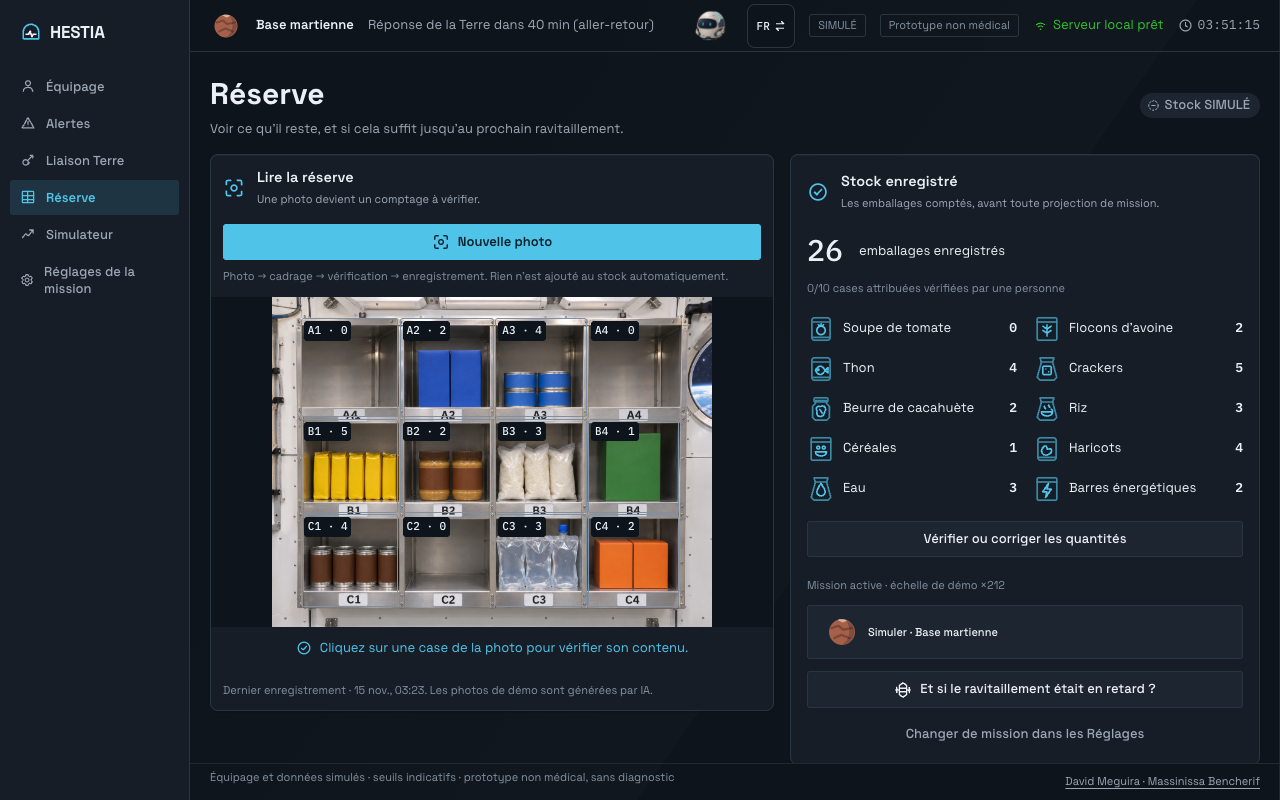 HESTIA
Équipage
Alertes
Liaison Terre
Réserve
Simulateur
Réglages de la
mission
Base martienne
Réponse de la Terre dans 40 min (aller-retour)
FR
SIMULÉ
Prototype non médical
Serveur local prêt
03:51:15
Réserve
Voir ce qu'il reste, et si cela suffit jusqu'au prochain ravitaillement.
Stock SIMULÉ
Lire la réserve
Une photo devient un comptage à vérifier.
Nouvelle photo
Photo → cadrage → vérification → enregistrement. Rien n'est ajouté au stock automatiquement.
A1 · 0
A2 · 2
A3 · 4
A4 · 0
A4
A2
A3
A4
B1 · 5
B2 · 2
B3 · 3
B4 · 1
B1
B2
B3
B4
C1 · 4
C2 · 0
C3 · 3
C4 · 2
C1
C2
C3
C4
Cliquez sur une case de la photo pour vérifier son contenu.
Dernier enregistrement · 15 nov., 03:23. Les photos de démo sont générées par IA.
Stock enregistré
Les emballages comptés, avant toute projection de mission.
26 emballages enregistrés
0/10 cases attribuées vérifiées par une personne
Soupe de tomate 0
Flocons d'avoine 2
Thon 4
Crackers 5
Beurre de cacahuète 2
Riz 3
Céréales 1
Haricots 4
Eau 3
Barres énergétiques 2
Vérifier ou corriger les quantités
Mission active · échelle de démo ×212
Simuler · Base martienne
Et si le ravitaillement était en retard ?
Changer de mission dans les Réglages
Équipage et données simulés · seuils indicatifs · prototype non médical, sans diagnostic
David Meguira · Massinissa Bencherif